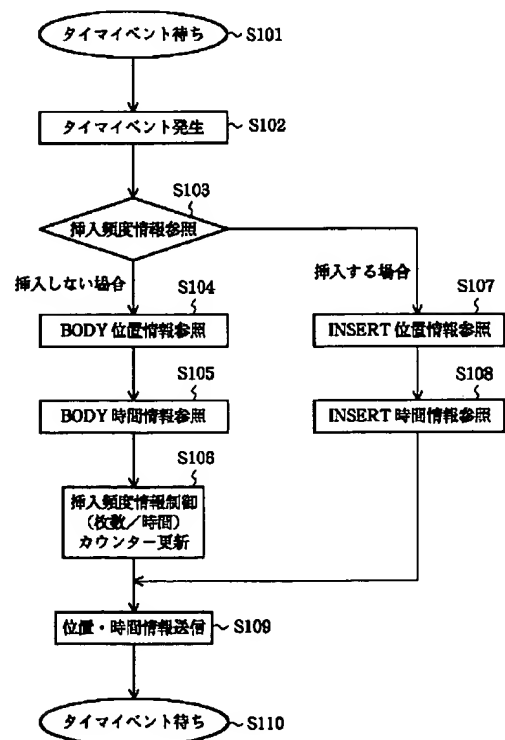 タイマイベント待ち S101
タイマイベント発生 S102
S103
挿入頻度情報参照
挿入しない場合
挿入する場合
S104
BODY 位置情報参照
S107
INSERT 位置情報参照
S105
BODY 時間情報参照
S108
INSERT 時間情報参照
S106
挿入頻度情報制御
(枚数/時間)
カウンター更新
位置・時間情報送信 S109
タイマイベント待ち S110